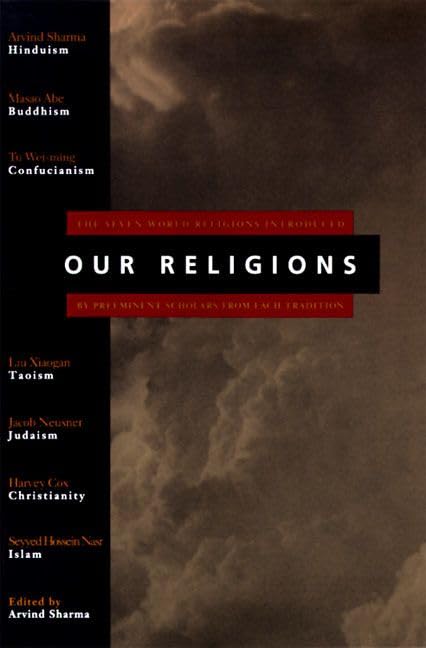 Arvind Sharma
Hinduism
Masao Abe
Buddhism
Tu Wei-ming
Confucianism
THE SEVEN WORLD RELIGIONS INTRODUCED
OUR RELIGIONS
BY PREEMINENT SCHOLARS FROM EACH TRADITION
Liu Xiaogan
Taoism
Jacob Neusner
Judaism
Harvey Cox
Christianity
Seyyed Hossein Nasr
Islam
Edited by
Arvind Sharma